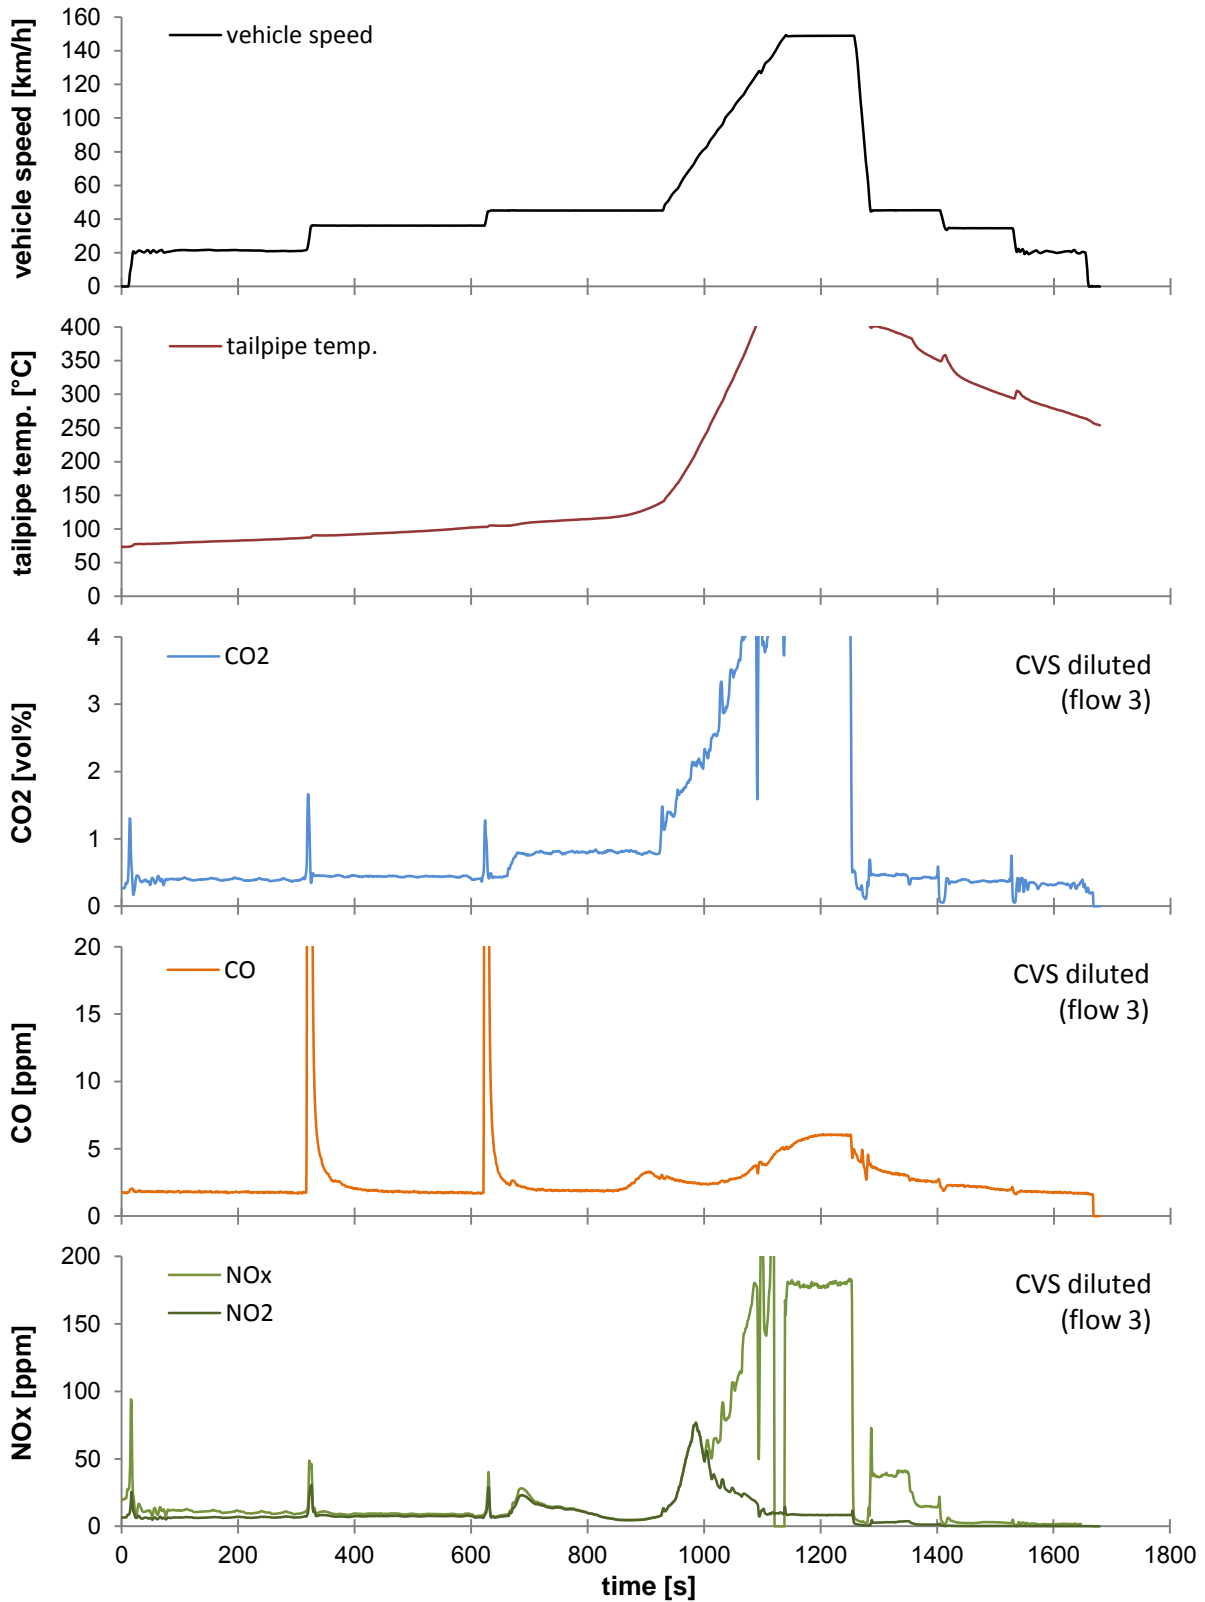 vehicle speed [km/h]
160
140
120
100
80
60
40
20
0
vehicle speed
0
200
400
600
800
1000
1200
1400
1600
1800
tailpipe temp. [°C]
400
350
300
250
200
150
100
50
0
tailpipe temp.
CO2 [vol%]
4
3
2
1
0
CO2
CVS diluted
(flow 3)
CO [ppm]
20
15
10
5
0
CO
CVS diluted
(flow 3)
NOx [ppm]
200
150
100
50
0
NOx
NO2
CVS diluted
(flow 3)
time [s]